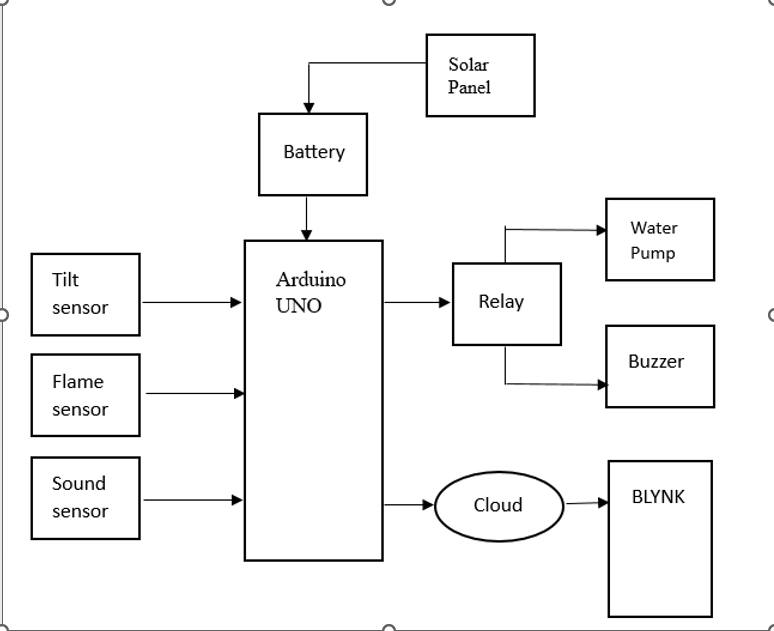 Solar
Panel
Battery
Water
Pump
Tilt
sensor
Arduino
UNO
Relay
Flame
sensor
Buzzer
Sound
sensor
Cloud
BLYNK